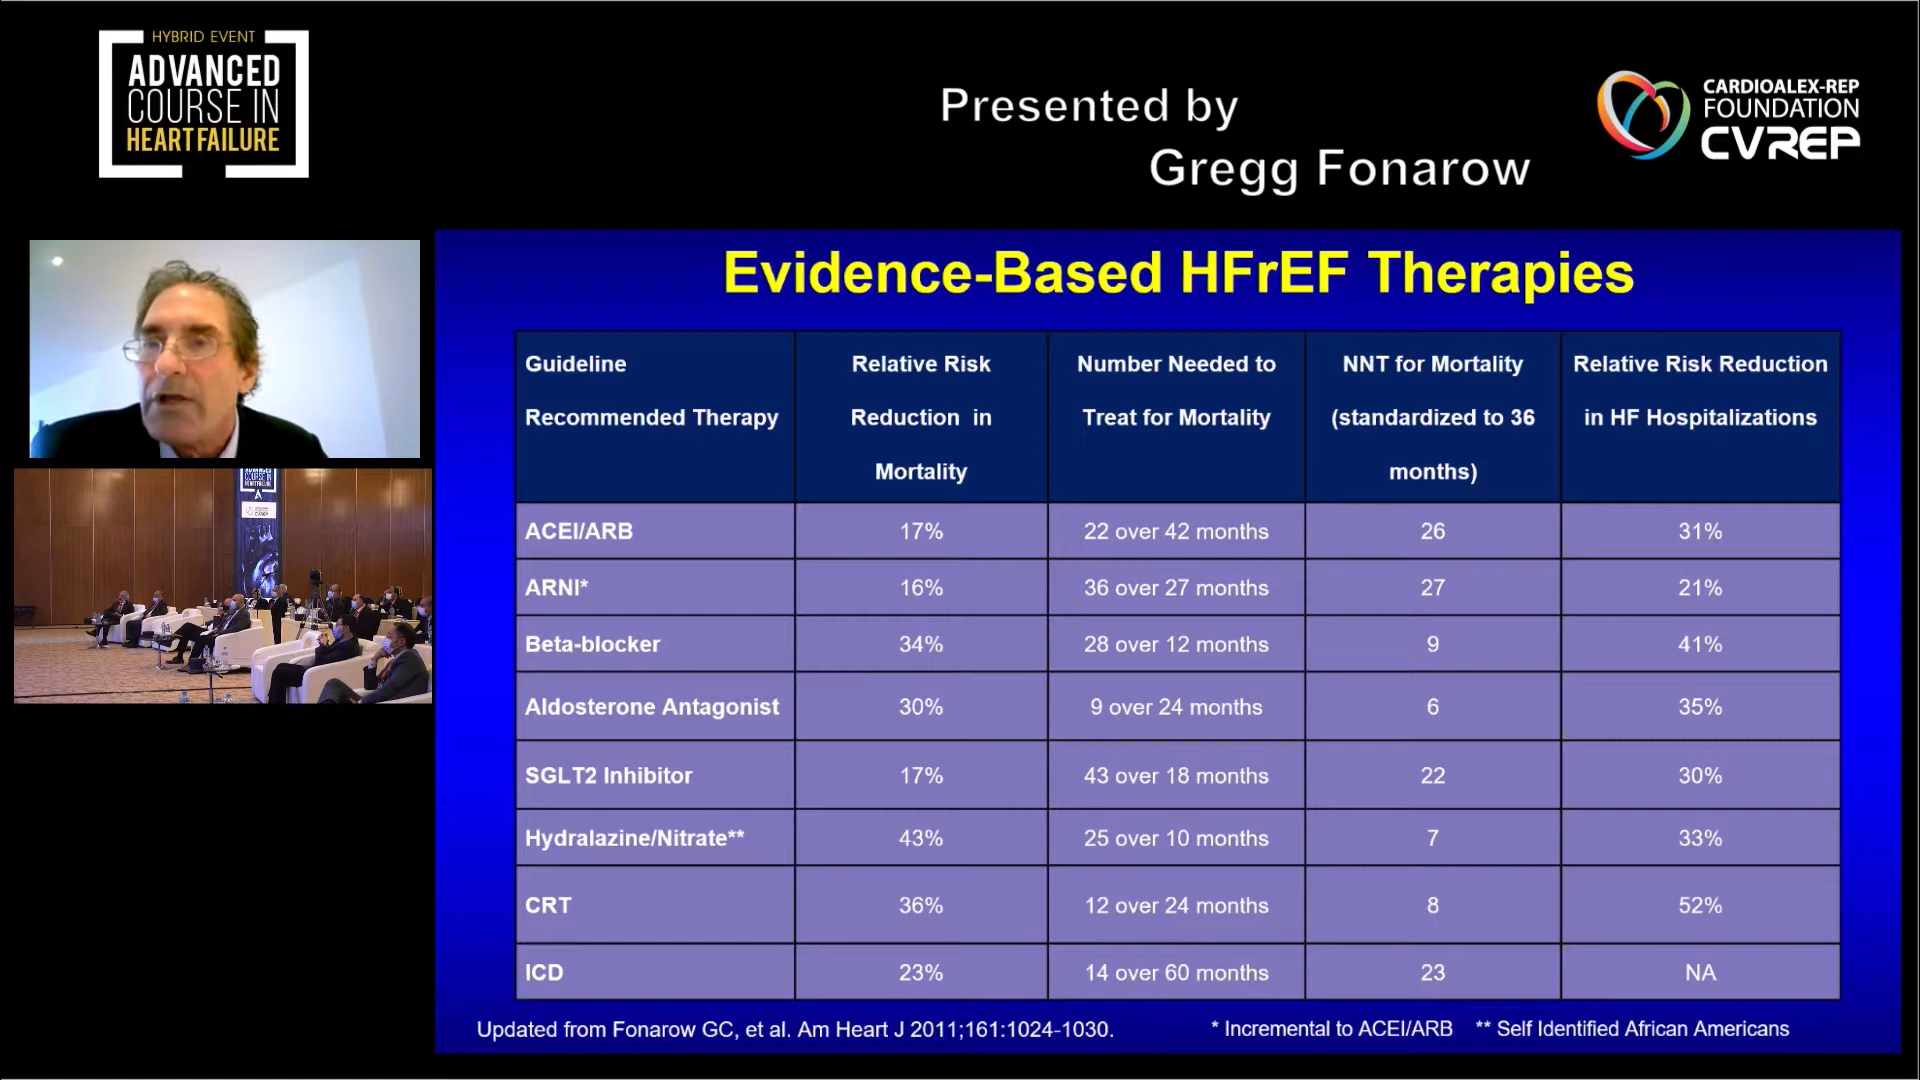 HYBRID EVENT
ADVANCED
COURSE IN
HEART FAILURE
Presented by
Gregg Fonarow
CARDIOALEX-REP
FOUNDATION
CVREP
Evidence-Based HFrEF Therapies
Guideline
Recommended Therapy
Relative Risk
Reduction in
Mortality
Number Needed to
Treat for Mortality
NNT for Mortality
(standardized to 36
months)
Relative Risk Reduction
in HF Hospitalizations
ACEI/ARB 17% 22 over 42 months 26 31%
ARNI* 16% 36 over 27 months 27 21%
Beta-blocker 34% 28 over 12 months 9 41%
Aldosterone Antagonist 30% 9 over 24 months 6 35%
SGLT2 Inhibitor 17% 43 over 18 months 22 30%
Hydralazine/Nitrate** 43% 25 over 10 months 7 33%
CRT 36% 12 over 24 months 8 52%
ICD 23% 14 over 60 months 23 NA
Updated from Fonarow GC, et al. Am Heart J 2011;161:1024-1030. * Incremental to ACEI/ARB ** Self Identified African Americans
ADVANCED
COURSE IN
HEART FAILURE
CVREP